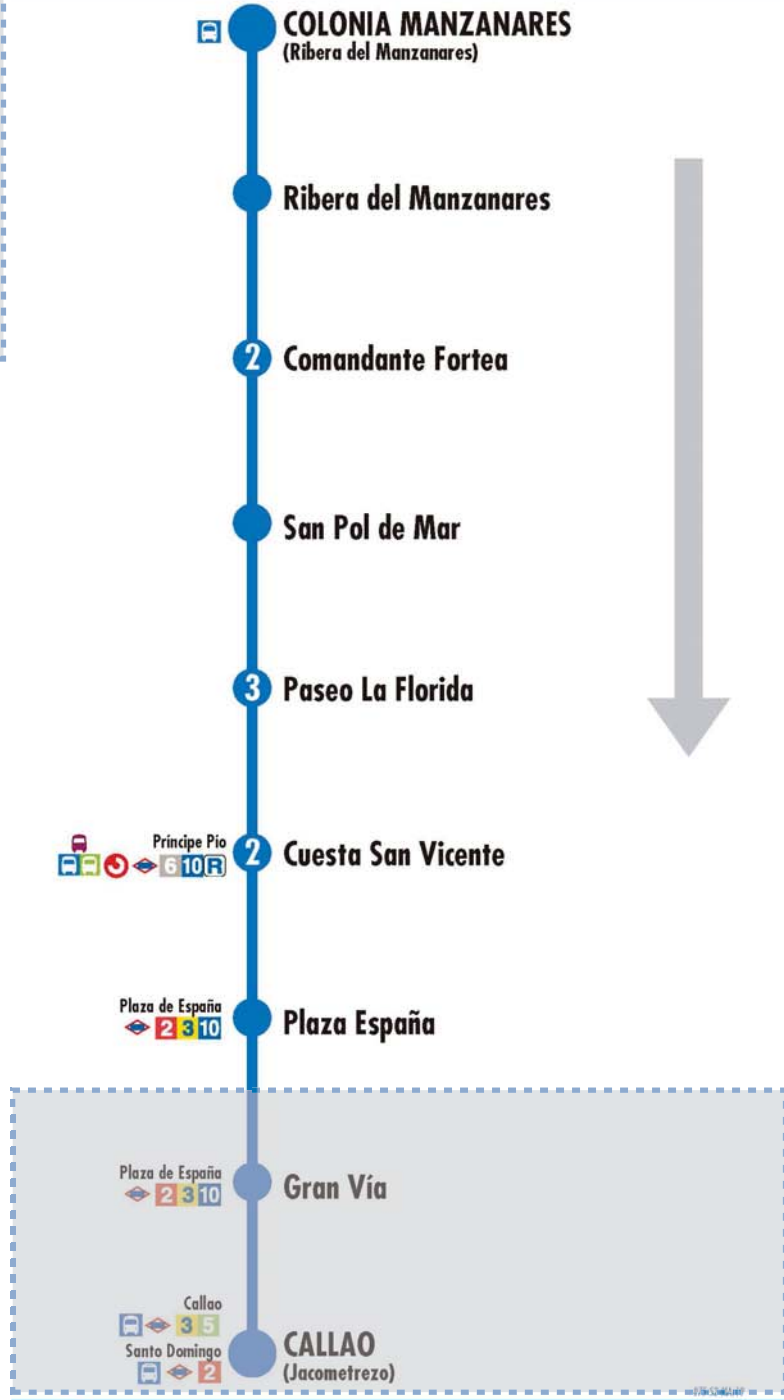 COLONIA MANZANARES
(Ribera del Manzanares)
Ribera del Manzanares
2 Comandante Fortea
San Pol de Mar
3 Paseo La Florida
Príncipe Pío
6 10 R
2 Cuesta San Vicente
Plaza de España
2 3 10
Plaza España
Plaza de España
2 3 10
Gran Vía
Callao
3 5
Santo Domingo
2
CALLAO
(Jacometrezo)